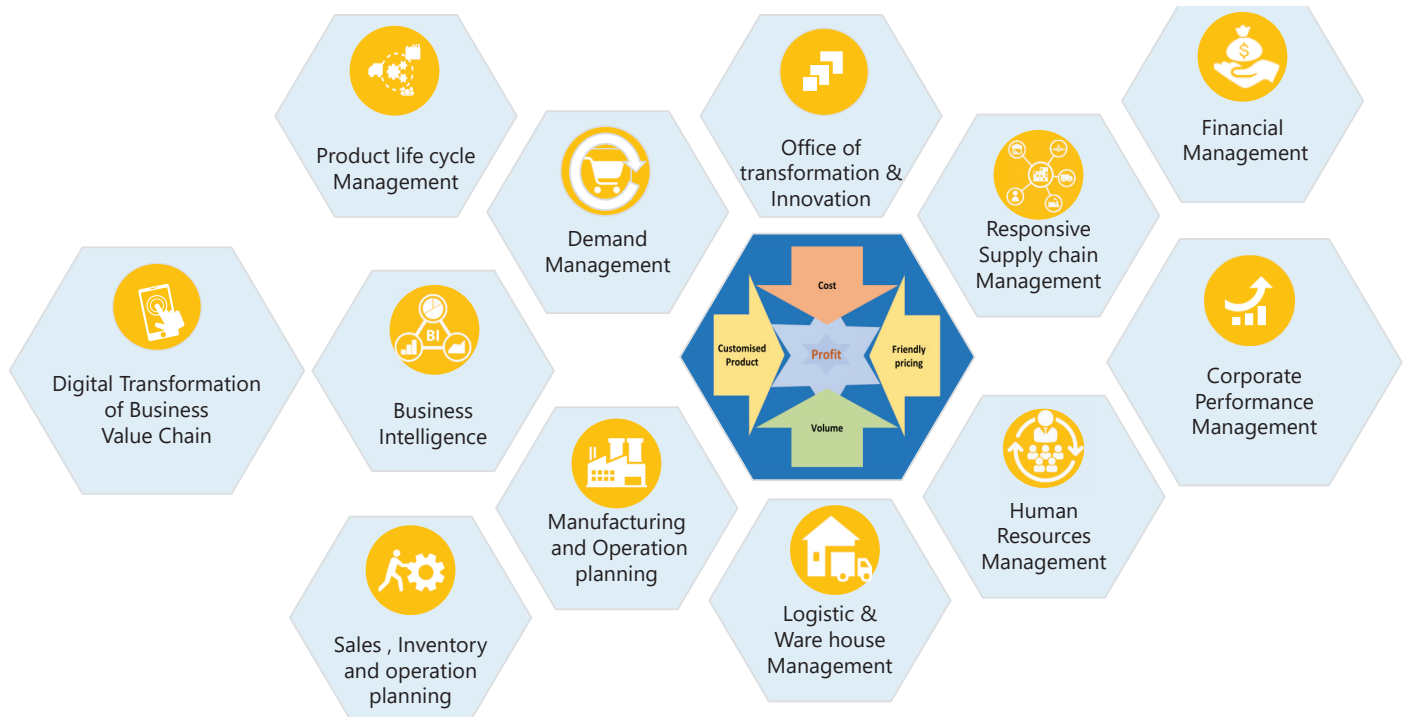 Product life cycle
Management
Demand
Management
Office of
transformation &
Innovation
Responsive
Supply chain
Management
Financial
Management
Digital Transformation
of Business
Value Chain
BI
Business
Intelligence
Cost
Customised
Product
Profit
Friendly
pricing
Volume
Corporate
Performance
Management
Manufacturing
and Operation
planning
Human
Resources
Management
Sales , Inventory
and operation
planning
Logistic &
Ware house
Management
$